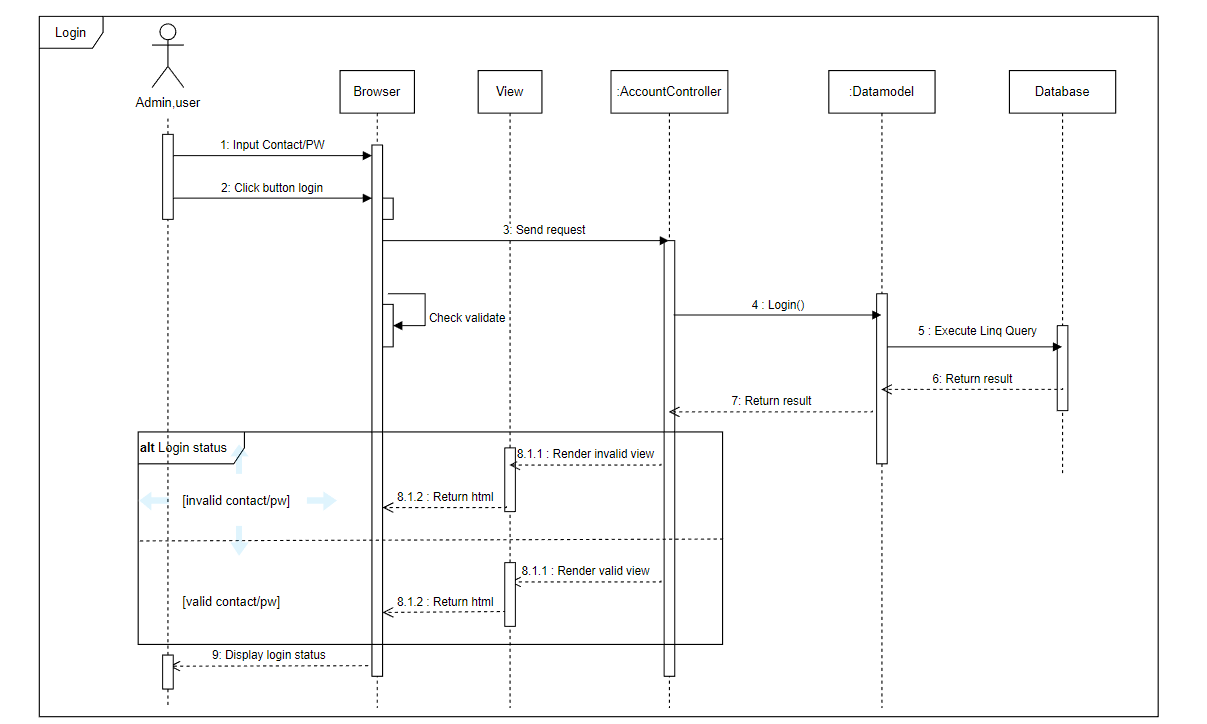 Login
Admin,user
Browser
View
:AccountController
:Datamodel
Database
1: Input Contact/PW
2: Click button login
3: Send request
4 : Login()
Check validate
5 : Execute Linq Query
6: Return result
7: Return result
alt Login status
8.1.1 : Render invalid view
8.1.2 : Return html
[invalid contact/pw]
8.1.1 : Render valid view
8.1.2 : Return html
[valid contact/pw]
9: Display login status